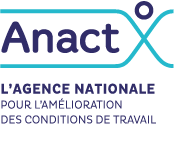 Anact
L'AGENCE NATIONALE
POUR L'AMÉLIORATION
DES CONDITIONS DE TRAVAIL